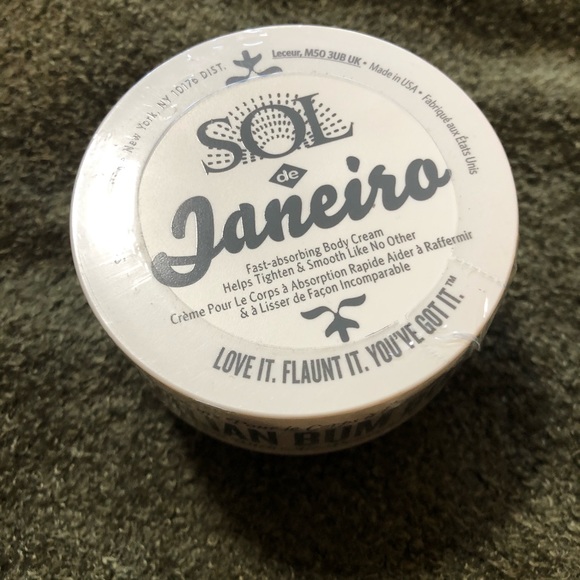 New York, NY 10176 DIST.
Leceur, M50 3UB UK • Made in USA • Fabriqué aux États Unis
SOL
de
Janeiro
Fast-absorbing Body Cream
Helps Tighten & Smooth Like No Other
Crème Pour Le Corps à Absorption Rapide Aider à Raffermir
& à Lisser de Façon Incomparable
LOVE IT. FLAUNT IT. YOU'VE GOT IT.™
BUM